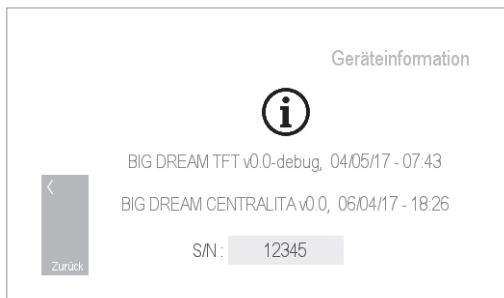 Geräteinformation
BIG DREAM TFT v0.0-debug, 04/05/17 - 07:43
BIG DREAM CENTRALITA v0.0, 06/04/17 - 18:26
S/N : 12345
Zurück